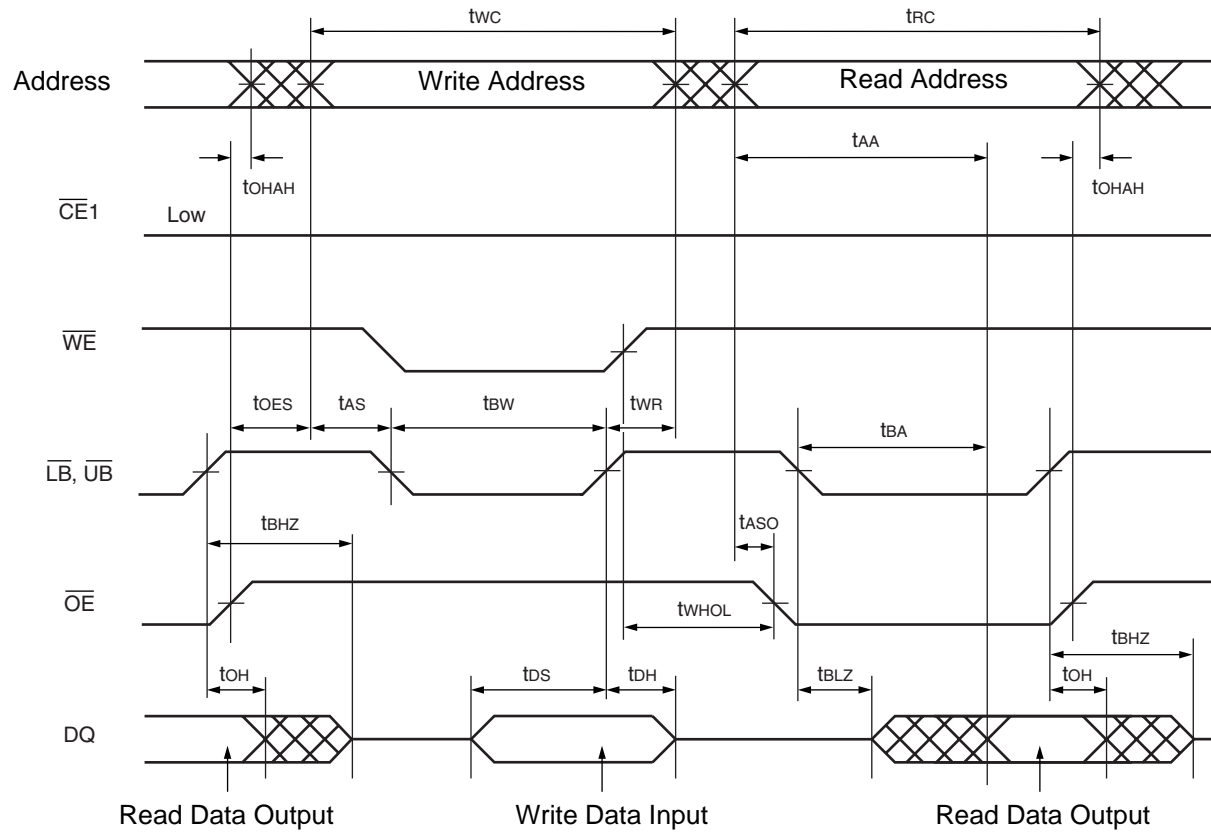 tWC tRC
Address Write Address Read Address
tAA
tOHAH tOHAH
CE1 Low
WE
tOES tAS tBW tWR
tBA
LB, UB
tBHZ tASO
OE
tWHOL
tBHZ
tOH tDS tDH tBLZ tOH
DQ
Read Data Output Write Data Input Read Data Output